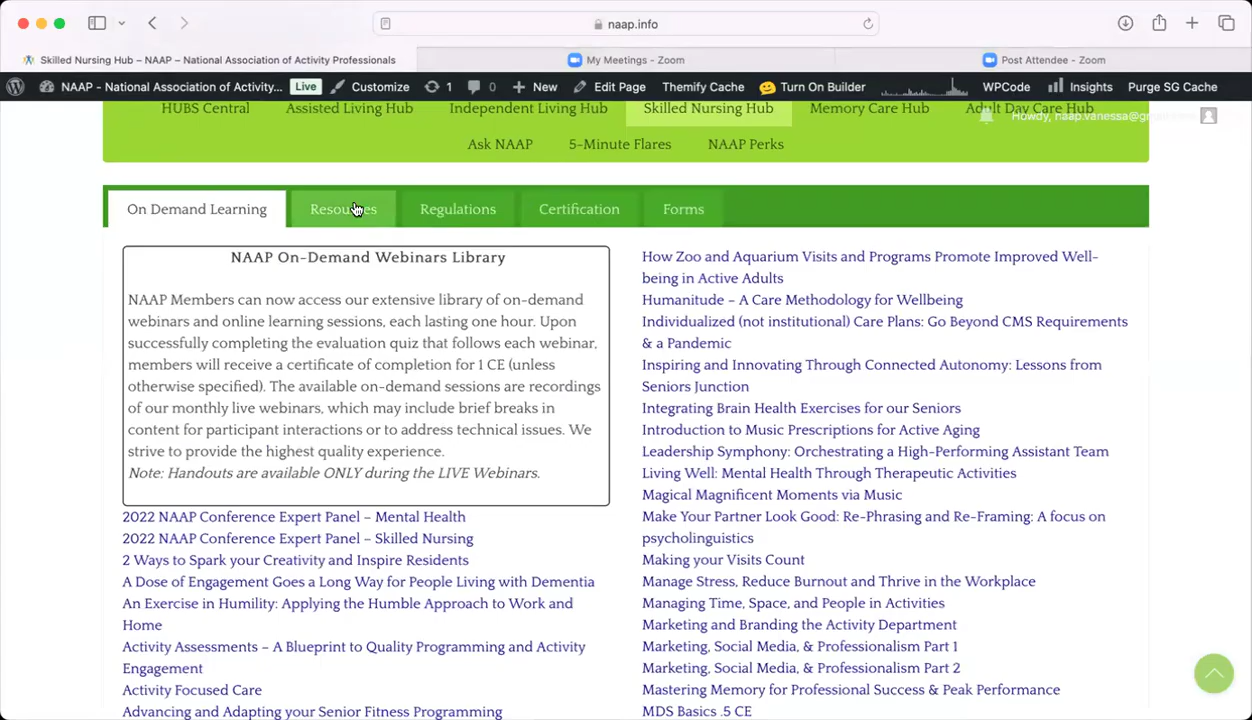 naap.info
Skilled Nursing Hub – NAAP – National Association of Activity Professionals
My Meetings - Zoom
Post Attendee - Zoom
NAAP - National Association of Activity...
Live
Customize
1
0
New
Edit Page
Themify Cache
Turn On Builder
WPCode
Insights
Purge SG Cache
HUBS Central
Assisted Living Hub
Independent Living Hub
Skilled Nursing Hub
Memory Care Hub
Adult Day Care Hub
Howdy, naap.vanessa@g
Ask NAAP
5-Minute Flares
NAAP Perks
On Demand Learning
Resources
Regulations
Certification
Forms
NAAP On-Demand Webinars Library
NAAP Members can now access our extensive library of on-demand
webinars and online learning sessions, each lasting one hour. Upon
successfully completing the evaluation quiz that follows each webinar,
members will receive a certificate of completion for 1 CE (unless
otherwise specified). The available on-demand sessions are recordings
of our monthly live webinars, which may include brief breaks in
content for participant interactions or to address technical issues. We
strive to provide the highest quality experience.
Note: Handouts are available ONLY during the LIVE Webinars.
2022 NAAP Conference Expert Panel – Mental Health
2022 NAAP Conference Expert Panel – Skilled Nursing
2 Ways to Spark your Creativity and Inspire Residents
A Dose of Engagement Goes a Long Way for People Living with Dementia
An Exercise in Humility: Applying the Humble Approach to Work and
Home
Activity Assessments – A Blueprint to Quality Programming and Activity
Engagement
Activity Focused Care
Advancing and Adapting your Senior Fitness Programming
How Zoo and Aquarium Visits and Programs Promote Improved Well-
being in Active Adults
Humanitude – A Care Methodology for Wellbeing
Individualized (not institutional) Care Plans: Go Beyond CMS Requirements
& a Pandemic
Inspiring and Innovating Through Connected Autonomy: Lessons from
Seniors Junction
Integrating Brain Health Exercises for our Seniors
Introduction to Music Prescriptions for Active Aging
Leadership Symphony: Orchestrating a High-Performing Assistant Team
Living Well: Mental Health Through Therapeutic Activities
Magical Magnificent Moments via Music
Make Your Partner Look Good: Re-Phrasing and Re-Framing: A focus on
psycholinguistics
Making your Visits Count
Manage Stress, Reduce Burnout and Thrive in the Workplace
Managing Time, Space, and People in Activities
Marketing and Branding the Activity Department
Marketing, Social Media, & Professionalism Part 1
Marketing, Social Media, & Professionalism Part 2
Mastering Memory for Professional Success & Peak Performance
MDS Basics .5 CE